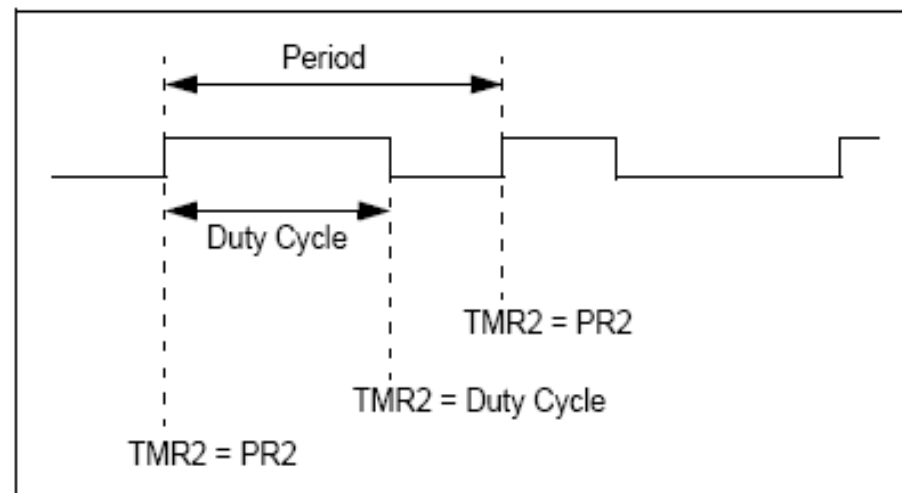 Period
Duty Cycle
TMR2 = PR2
TMR2 = Duty Cycle
TMR2 = PR2